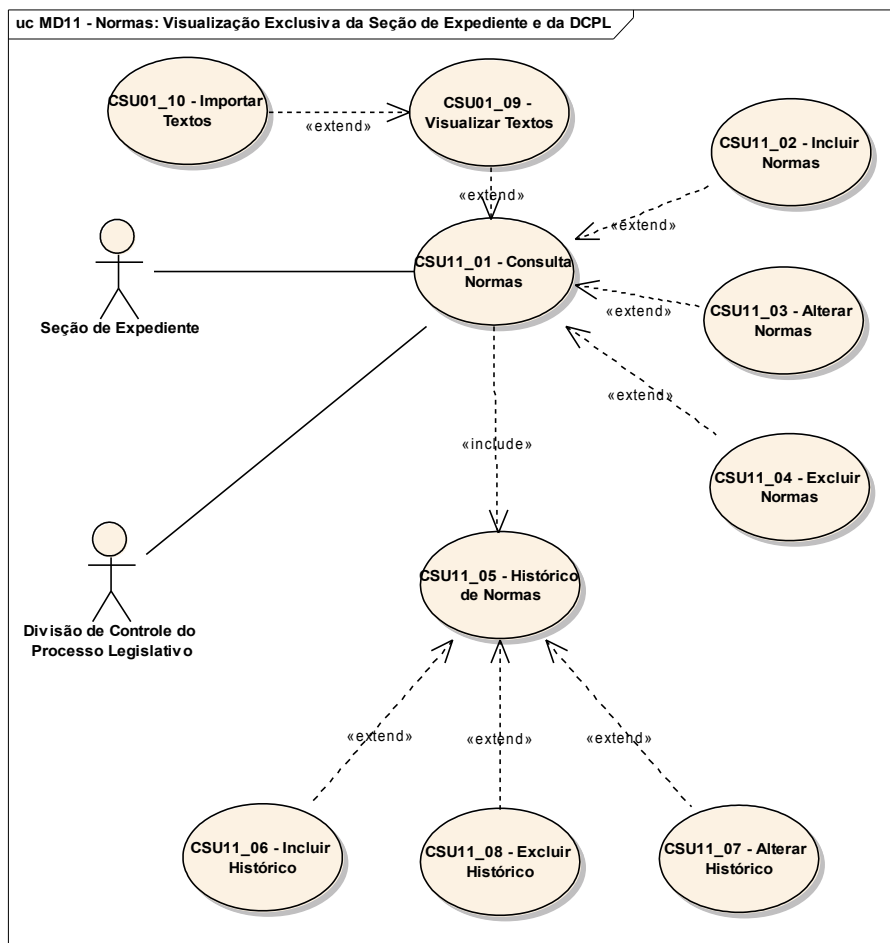 uc MD11 - Normas: Visualização Exclusiva da Seção de Expediente e da DCPL
CSU01_10 - Importar
Textos
«extend»
CSU01_09 -
Visualizar Textos
«extend»
CSU11_02 - Incluir
Normas
«extend»
CSU11_01 - Consulta
Normas
Seção de Expediente
CSU11_03 - Alterar
Normas
«extend»
«extend»
CSU11_04 - Excluir
Normas
«include»
CSU11_05 - Histórico
de Normas
Divisão de Controle do
Processo Legislativo
«extend»
«extend»
«extend»
CSU11_06 - Incluir
Histórico
CSU11_08 - Excluir
Histórico
CSU11_07 - Alterar
Histórico